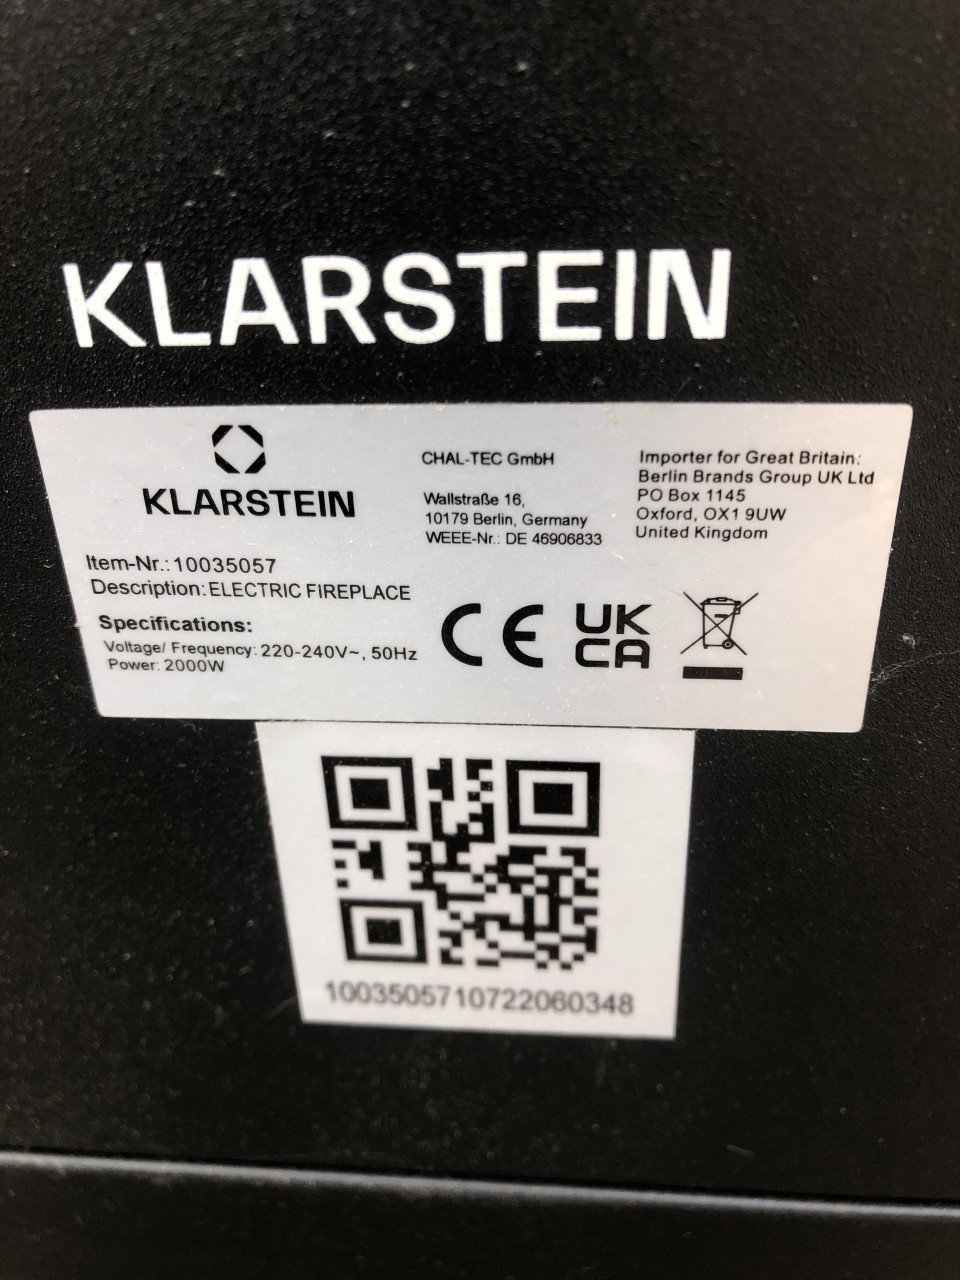 KLARSTEIN
KLARSTEIN
Item-Nr.: 10035057
Description: ELECTRIC FIREPLACE
Specifications:
Voltage/ Frequency: 220-240V~, 50Hz
Power: 2000W
CHAL-TEC GmbH
Wallstraße 16,
10179 Berlin, Germany
WEEE-Nr.: DE 46906833
Importer for Great Britain:
Berlin Brands Group UK Ltd
PO Box 1145
Oxford, OX1 9UW
United Kingdom
CE
UK
CA
1003505710722060348